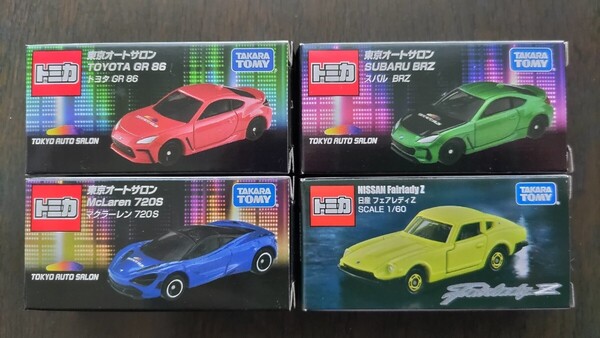 トミカ
東京オートサロン
TOYOTA GR 86
トヨタ GR 86
TAKARA
TOMY
TOKYO AUTO SALON
トミカ
東京オートサロン
SUBARU BRZ
スバル BRZ
TAKARA
TOMY
TOKYO AUTO SALON
トミカ
東京オートサロン
McLaren 720S
マクラーレン 720S
TAKARA
TOMY
TOKYO AUTO SALON
トミカ
NISSAN Fairlady Z
日産 フェアレディ Z
SCALE 1/60
TAKARA
TOMY
Fairlady Z